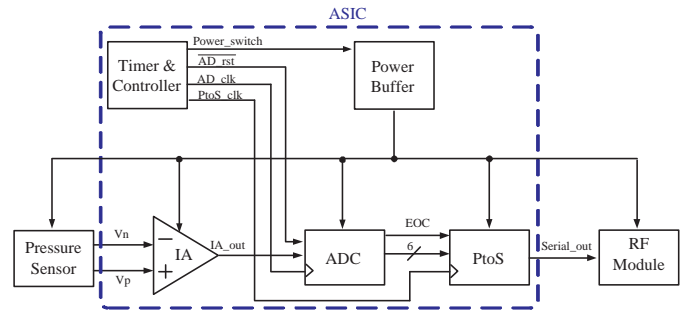 ASIC
Timer &
Controller
Power_switch
AD_rst
AD_clk
PtoS_clk
Power
Buffer
Pressure
Sensor
Vn
Vp
IA
IA_out
ADC
EOC
6
PtoS
Serial_out
RF
Module